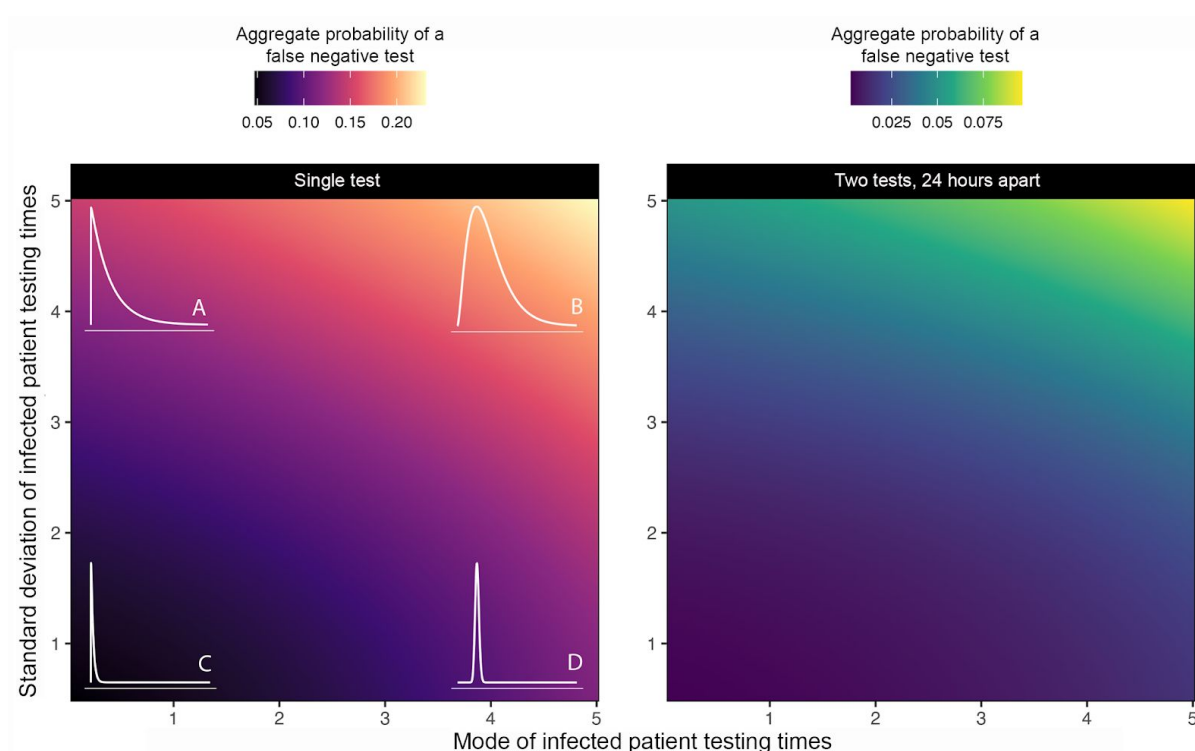 Aggregate probability of a
false negative test
0.05 0.10 0.15 0.20
Aggregate probability of a
false negative test
0.025 0.05 0.075
Single test
Two tests, 24 hours apart
Standard deviation of infected patient testing times
5
4
3
2
1
A
B
C
D
1 2 3 4 5
5
4
3
2
1
1 2 3 4 5
Mode of infected patient testing times